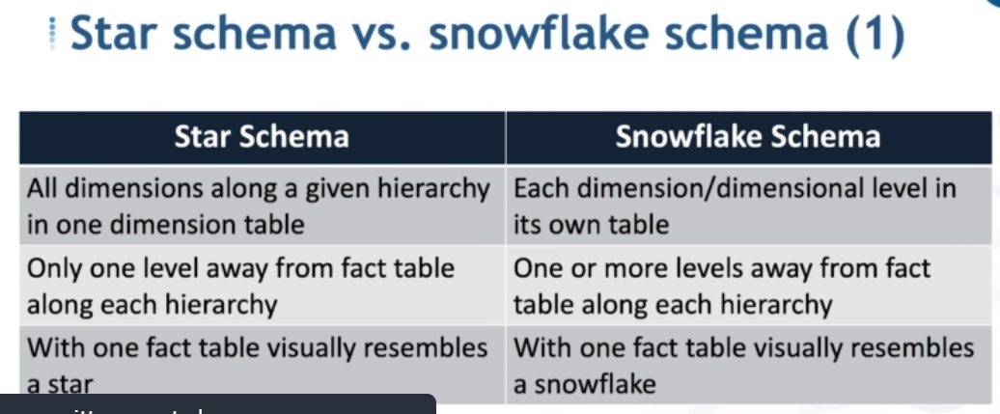 Star schema vs. snowflake schema (1)
Star Schema
Snowflake Schema
All dimensions along a given hierarchy
in one dimension table
Each dimension/dimensional level in
its own table
Only one level away from fact table
along each hierarchy
One or more levels away from fact
table along each hierarchy
With one fact table visually resembles
a star
With one fact table visually resembles
a snowflake